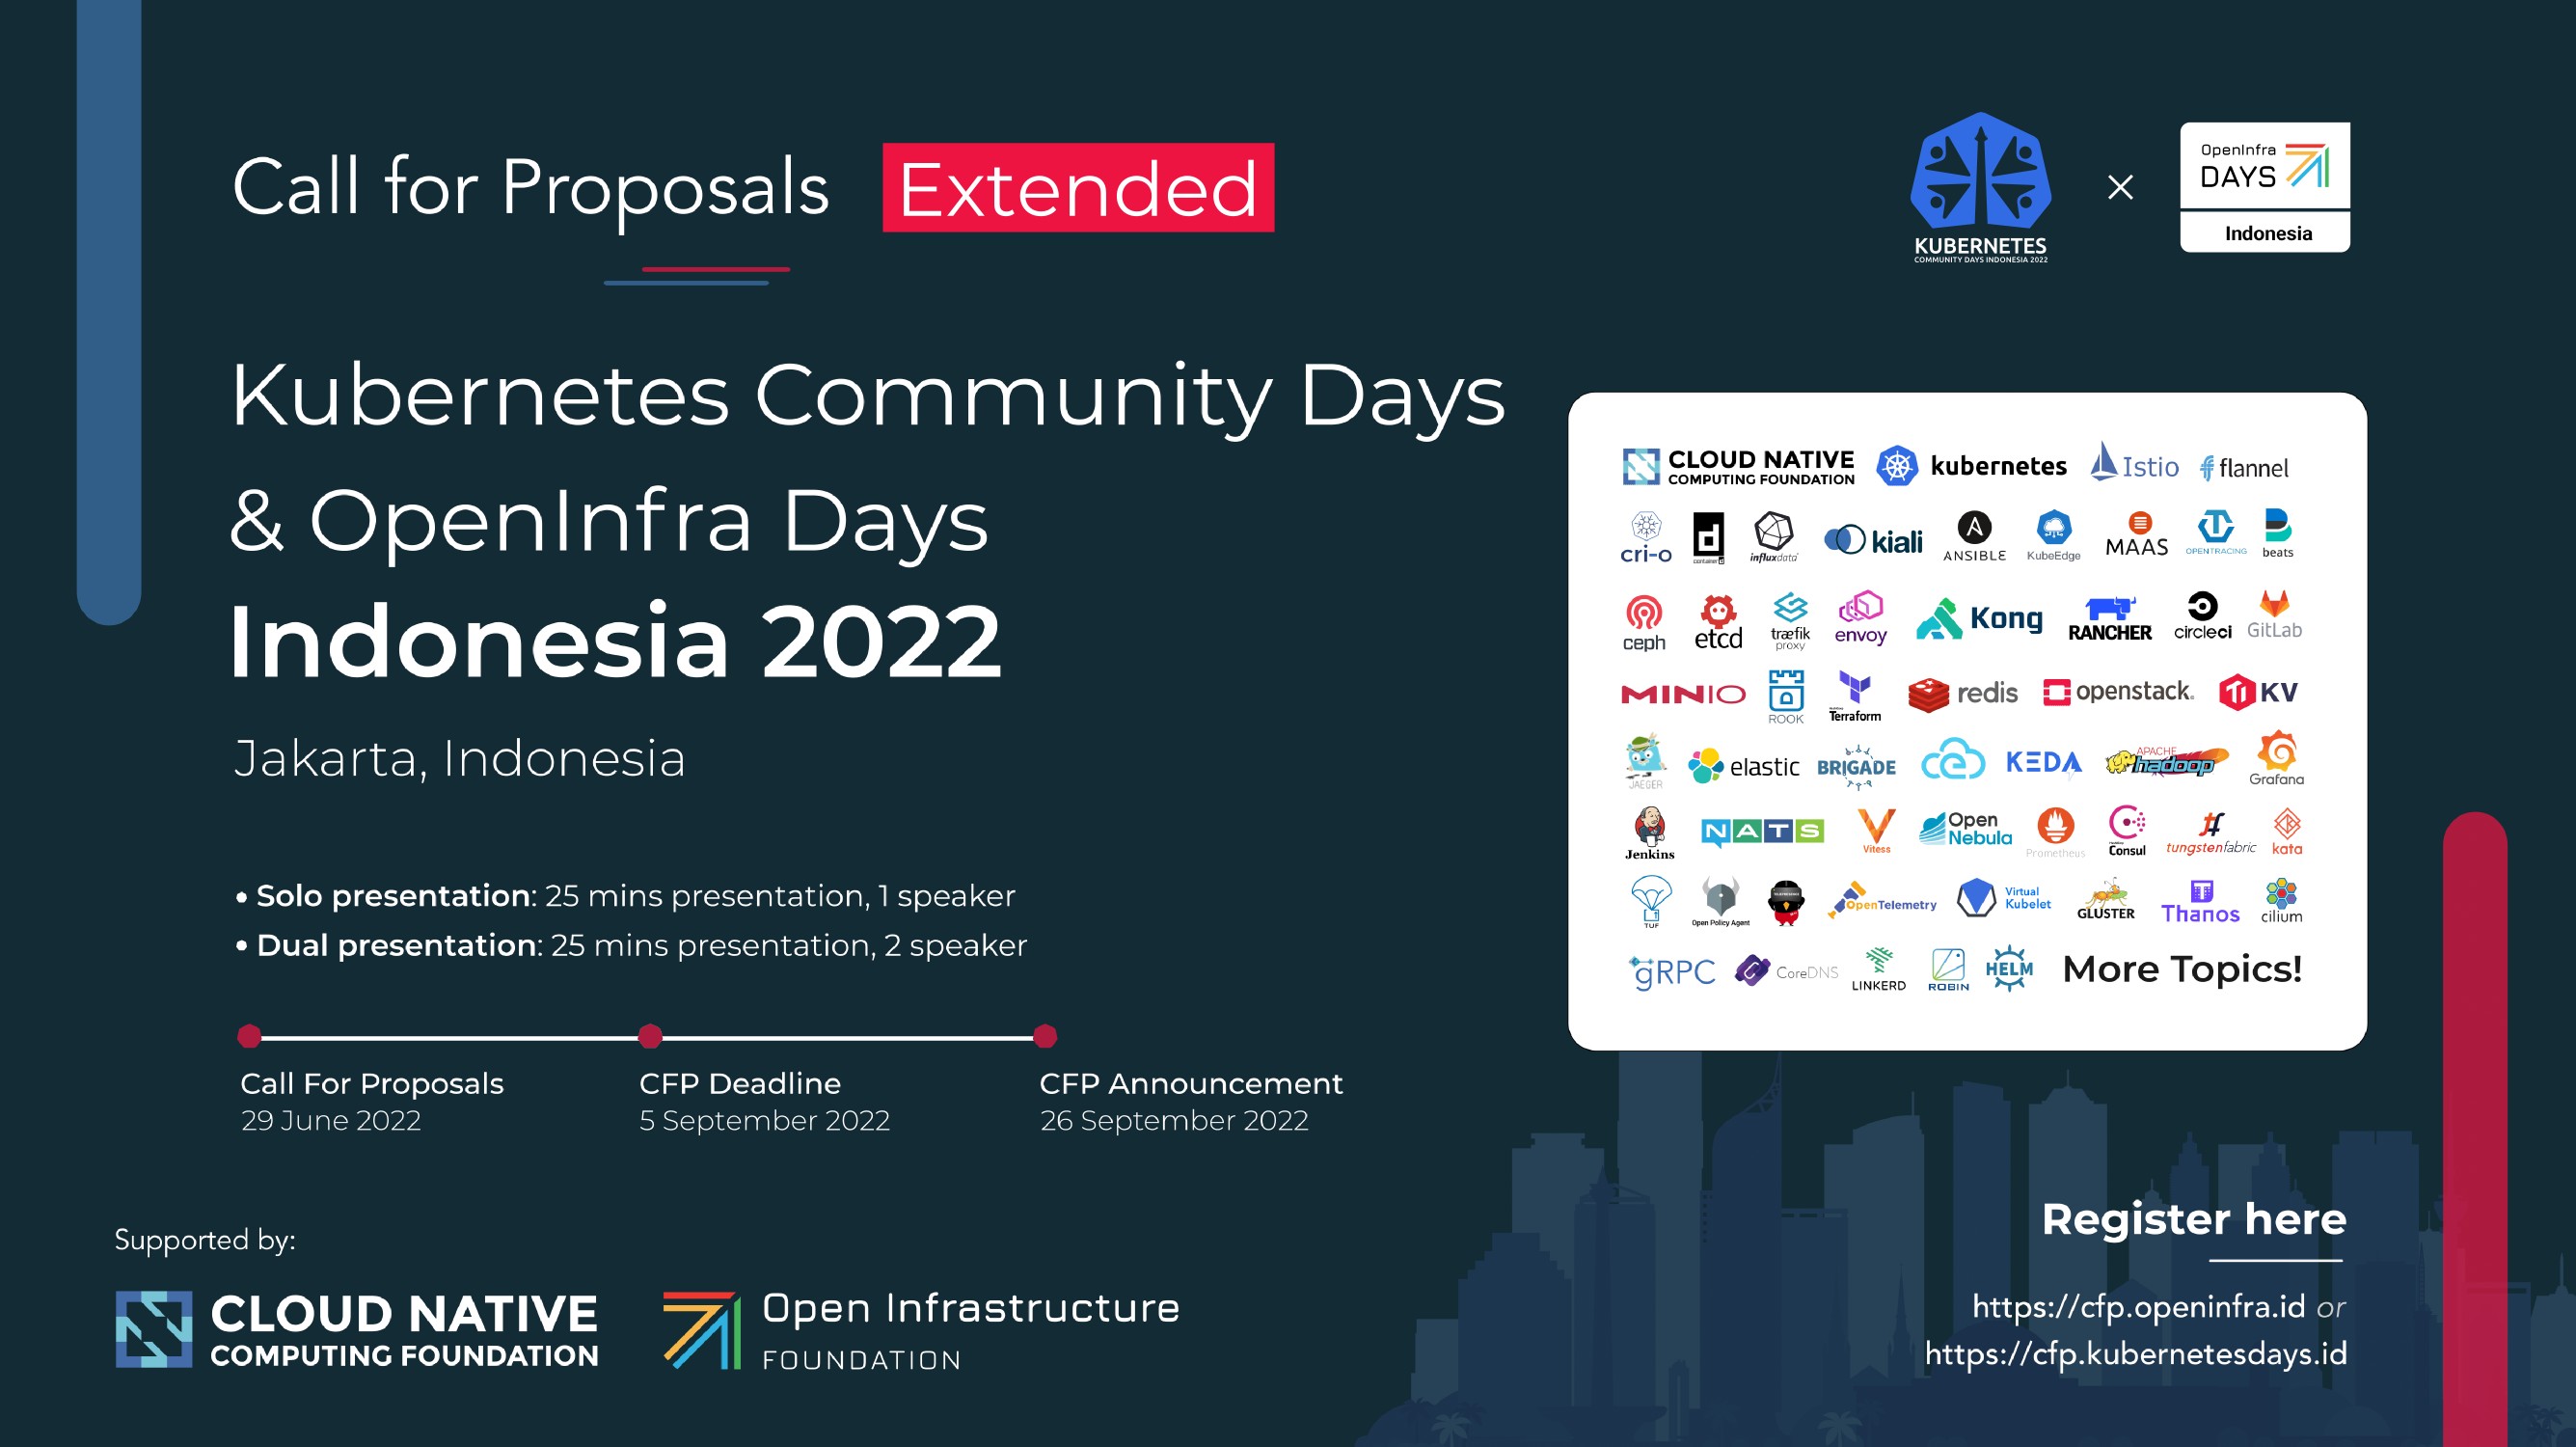 Call for Proposals Extended
KUBERNETES
COMMUNITY DAYS INDONESIA 2022
×
OpenInfra
DAYS
Indonesia
Kubernetes Community Days
& OpenInfra Days
Indonesia 2022
Jakarta, Indonesia
• Solo presentation: 25 mins presentation, 1 speaker
• Dual presentation: 25 mins presentation, 2 speaker
Call For Proposals
29 June 2022
CFP Deadline
5 September 2022
CFP Announcement
26 September 2022
CLOUD NATIVE
COMPUTING FOUNDATION
kubernetes
Istio
flannel
cri-o
d
containerd
influxdata
kiali
ANSIBLE
KubeEdge
MAAS
OPENTRACING
beats
ceph
etcd
træfik
proxy
envoy
Kong
RANCHER
circleci
GitLab
MINIO
ROOK
Terraform
redis
openstack.
Ti KV
JAEGER
elastic
BRIGADE
KEDA
APACHE
hadoop
Grafana
Jenkins
NATS
Vitess
Open
Nebula
Prometheus
Consul
tungstenfabric
kata
TUF
Open Policy Agent
OpenTelemetry
Virtual
Kubelet
GLUSTER
Thanos
cilium
gRPC
CoreDNS
LINKERD
ROBIN
HELM
More Topics!
Supported by:
CLOUD NATIVE
COMPUTING FOUNDATION
Open Infrastructure
FOUNDATION
Register here
https://cfp.openinfra.id or
https://cfp.kubernetesdays.id